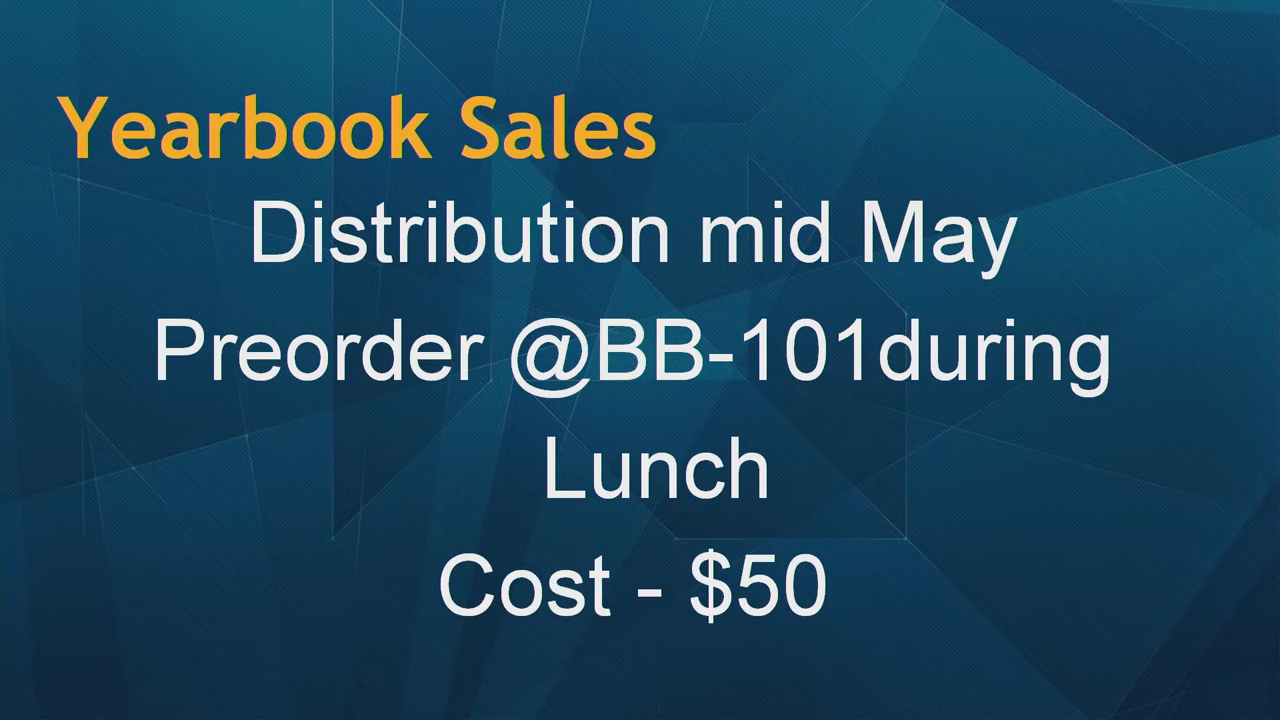 Yearbook Sales
Distribution mid May
Preorder @BB-101during
Lunch
Cost - $50